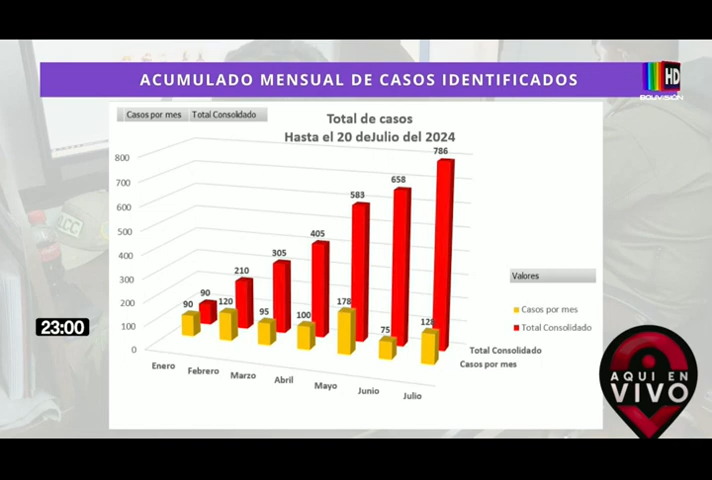 ACUMULADO MENSUAL DE CASOS IDENTIFICADOS
HD
BOLIVISIÓN
Casos por mes Total Consoldado
Total de casos
Hasta el 20 deJulio del 2024
800
700
600
500
400
300
200
100
0
90
90
120
210
95
305
100
405
178
583
75
658
128
786
Enero
Febrero
Marzo
Abril
Mayo
Junio
Julio
Total Consolidado
Casos por mes
Valores
Casos por mes
Total Consolidado
23:00
AQUI EN
VIVO
LCC